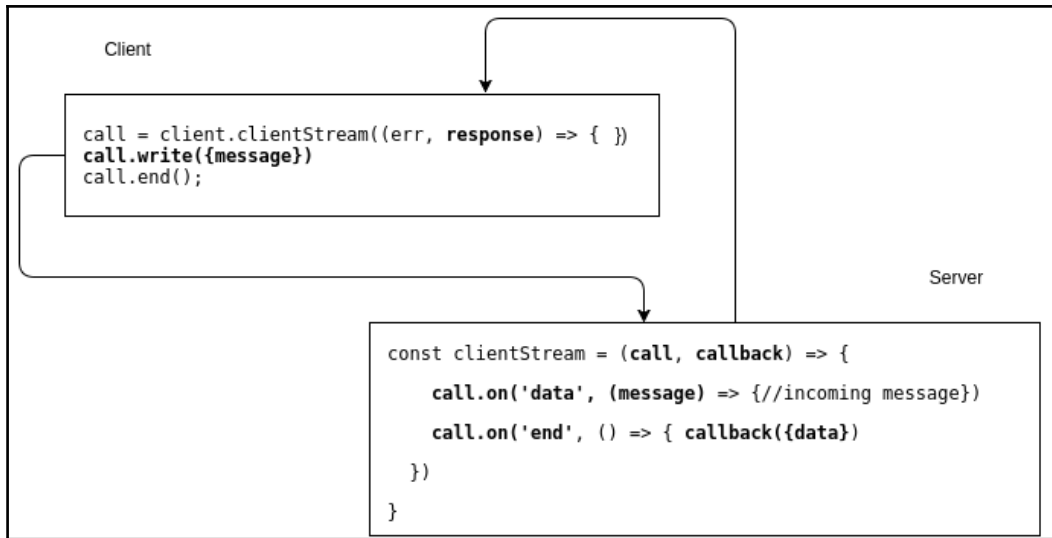 Client
call = client.clientStream((err, response) => { })
call.write({message})
call.end();
Server
const clientStream = (call, callback) => {
call.on('data', (message) => {//incoming message})
call.on('end', () => { callback({data})
})
}